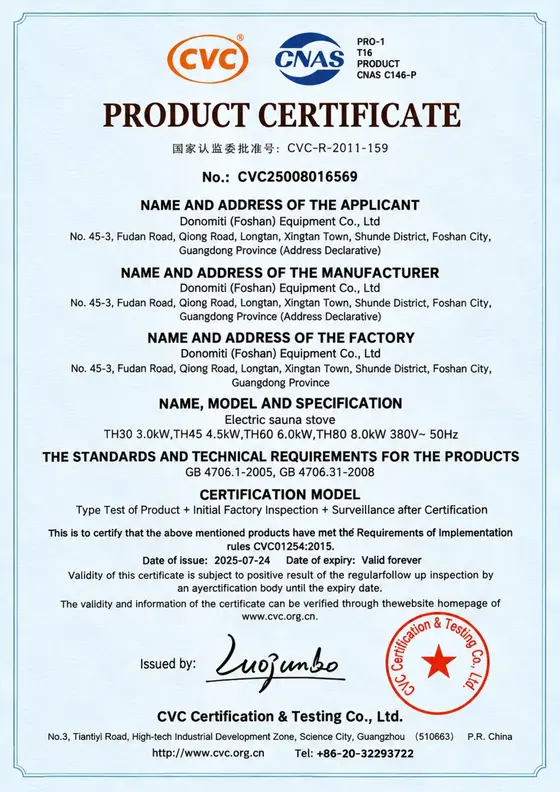 CVC®
CNAS
PRO-1
T16
PRODUCT
CNAS C146-P
PRODUCT CERTIFICATE
国家认监委批准号: CVC-R-2011-159
No.: CVC25008016569
NAME AND ADDRESS OF THE APPLICANT
Donomiti (Foshan) Equipment Co., Ltd
No. 45-3, Fudan Road, Qiong Road, Longtan, Xingtan Town, Shunde District, Foshan City,
Guangdong Province (Address Declarative)
NAME AND ADDRESS OF THE MANUFACTURER
Donomiti (Foshan) Equipment Co., Ltd
No. 45-3, Fudan Road, Qiong Road, Longtan, Xingtan Town, Shunde District, Foshan City,
Guangdong Province (Address Declarative)
NAME AND ADDRESS OF THE FACTORY
Donomiti (Foshan) Equipment Co., Ltd
No. 45-3, Fudan Road, Qiong Road, Longtan, Xingtan Town, Shunde District, Foshan City,
Guangdong Province
NAME, MODEL AND SPECIFICATION
Electric sauna stove
TH30 3.0kW,TH45 4.5kW,TH60 6.0kW,TH80 8.0kW 380V~ 50Hz
THE STANDARDS AND TECHNICAL REQUIREMENTS FOR THE PRODUCTS
GB 4706.1-2005, GB 4706.31-2008
CERTIFICATION MODEL
Type Test of Product + Initial Factory Inspection + Surveillance after Certification
This is to certify that the above mentioned products have met the Requirements of Implementation
rules CVC01254:2015.
Date of issue: 2025-07-24 Date of expiry: Valid forever
Validity of this certificate is subject to positive result of the regularfollow up inspection by
an ayerctification body until the expiry date.
The validity and information of the certificate can be verified through thewebsite homepage of
www.cvc.org.cn.
Issued by: Luojunbo
CVC Certification & Testing Co., Ltd.
CVC Certification & Testing Co., Ltd.
No.3, Tiantiyi Road, High-tech Industrial Development Zone, Science City, Guangzhou （510663） P.R. China
http://www.cvc.org.cn Tel: +86-20-32293722